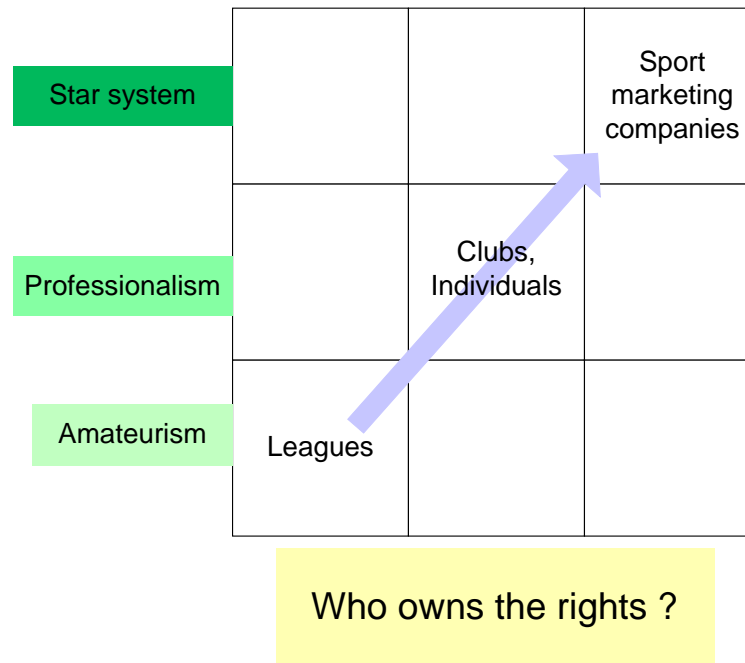 Star system
Sport
marketing
companies
Professionalism
Clubs,
Individuals
Amateurism
Leagues
Who owns the rights ?